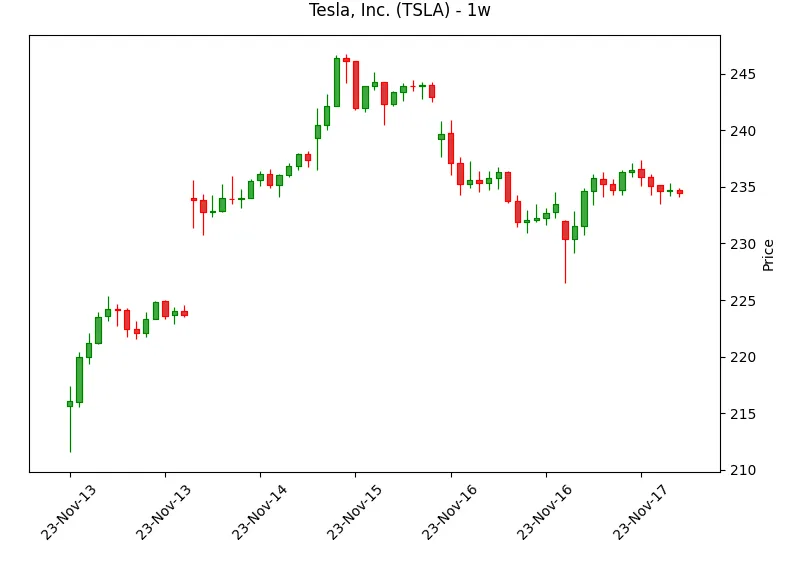 Tesla, Inc. (TSLA) - 1w
245
240
235
230
225
220
215
210
Price
23-Nov-13
23-Nov-13
23-Nov-14
23-Nov-15
23-Nov-16
23-Nov-16
23-Nov-17